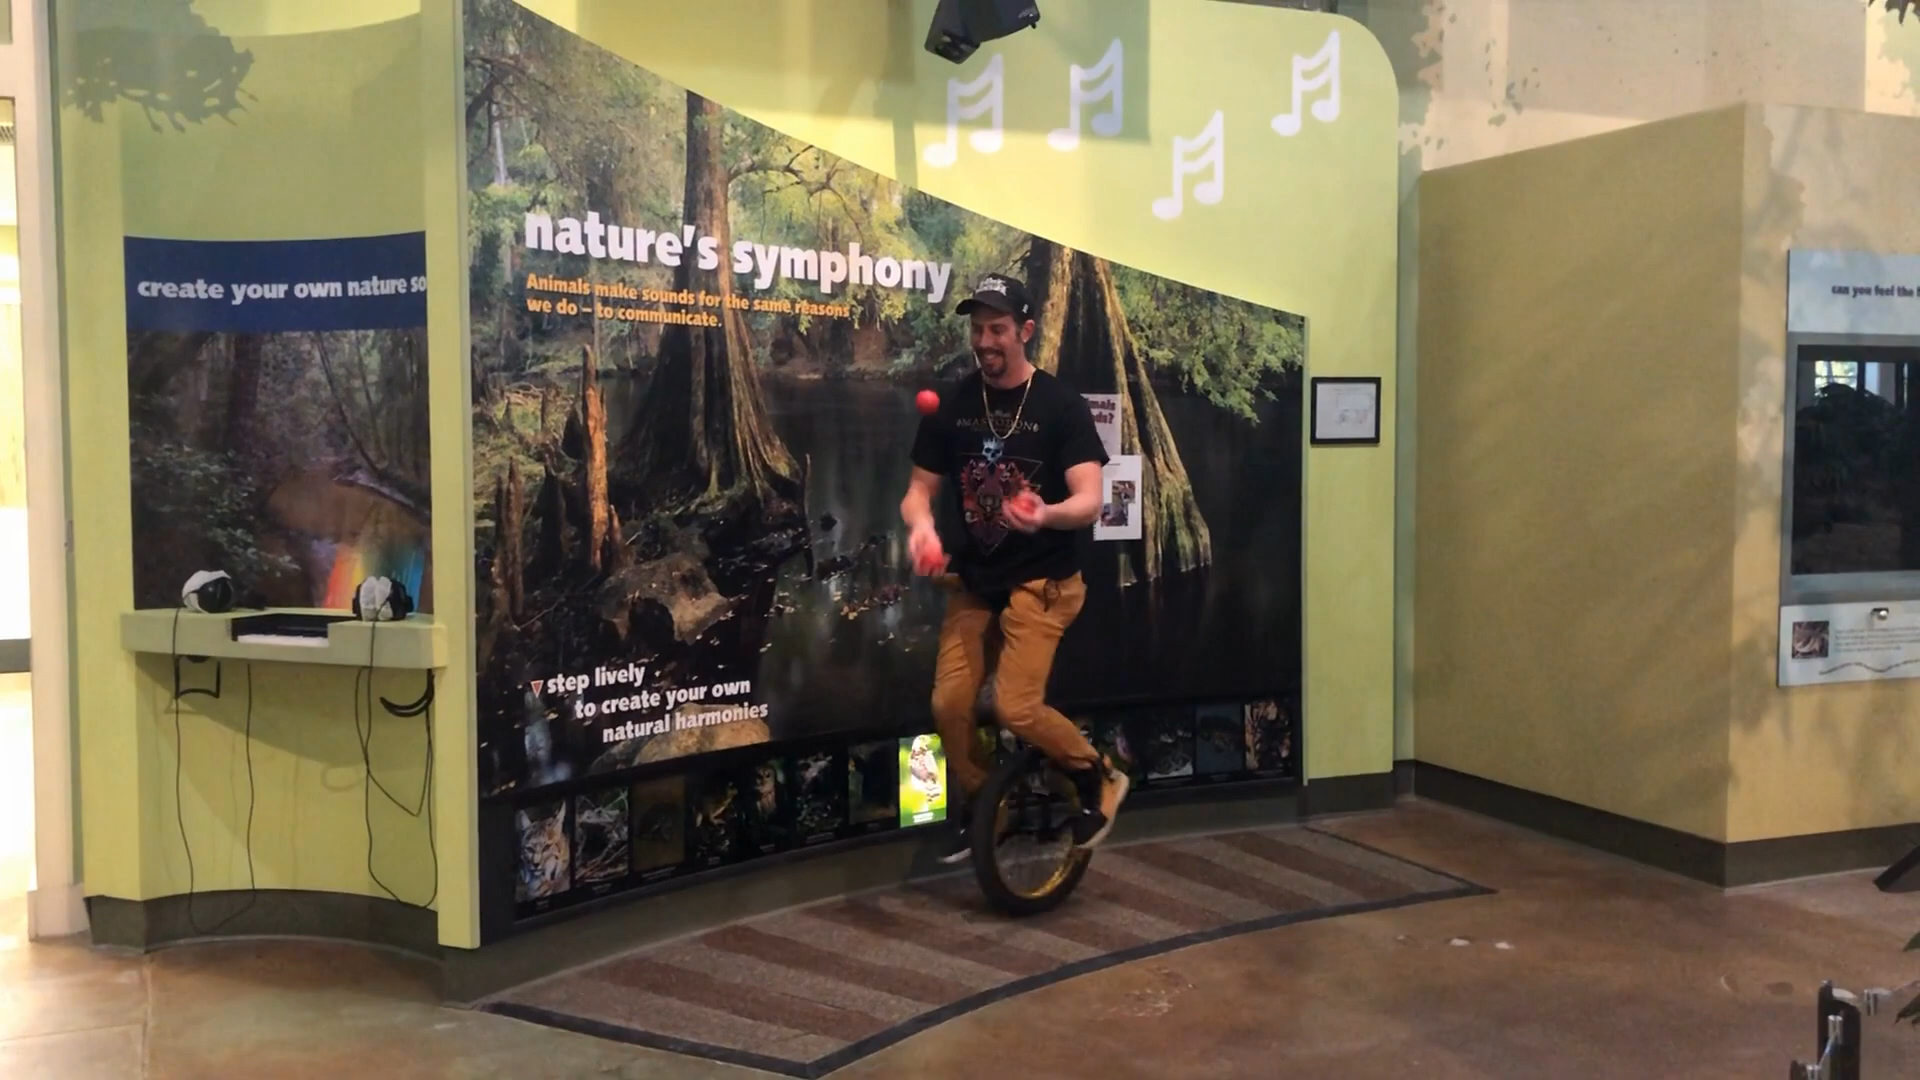 create your own nature so
nature's symphony
Animals make sounds for the same reasons
we do – to communicate.
MASTODON
step lively
to create your own
natural harmonies
can you feel the